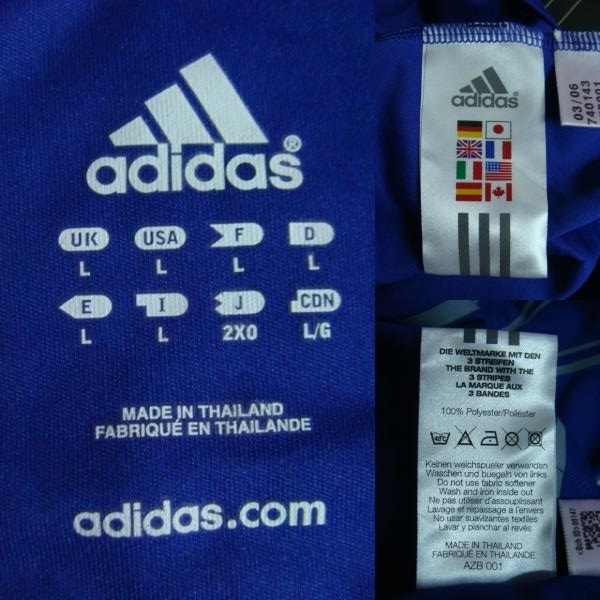 adidas®
UK USA F D
L L L L
E I J CDN
L L 2XO L/G
MADE IN THAILAND
FABRIQUÉ EN THAILANDE
adidas.com
adidas®
03/06
740143
DIE WELTMARKE MIT DEN
3 STREIFEN
THE BRAND WITH THE
3 STRIPES
LA MARQUE AUX
3 BANDES
100% Polyester/Poliéster
40°C
Keinen weichspueler verwenden
Waschen und buegeln von links
Do not use fabric softener
Wash and iron inside out
Ne pas utiliser d'assouplissant
Lavage et repassage a l'envers
No usar suavizantes textiles
Lavar y planchar al revés
MADE IN THAILAND
FABRIQUÉ EN THAILANDE
AZB 001